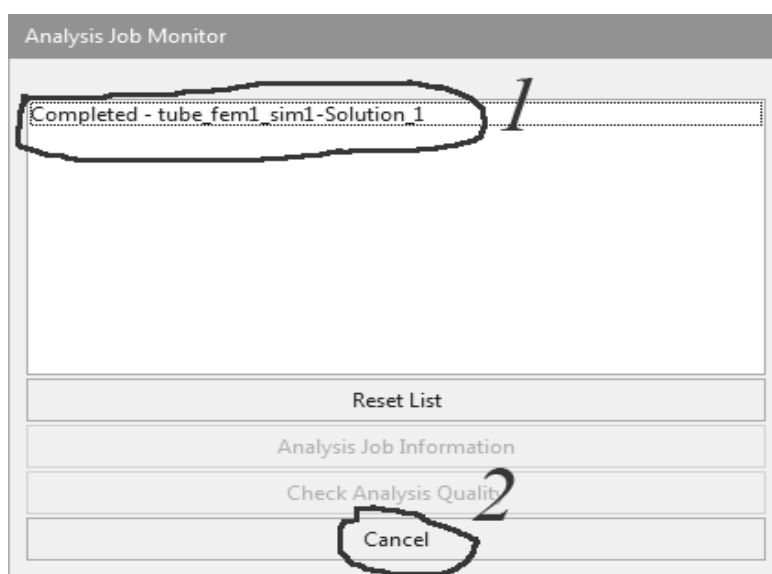 Analysis Job Monitor
Completed - tube_fem1_sim1-Solution_1
1
Reset List
Analysis Job Information
Check Analysis Quality
2
Cancel